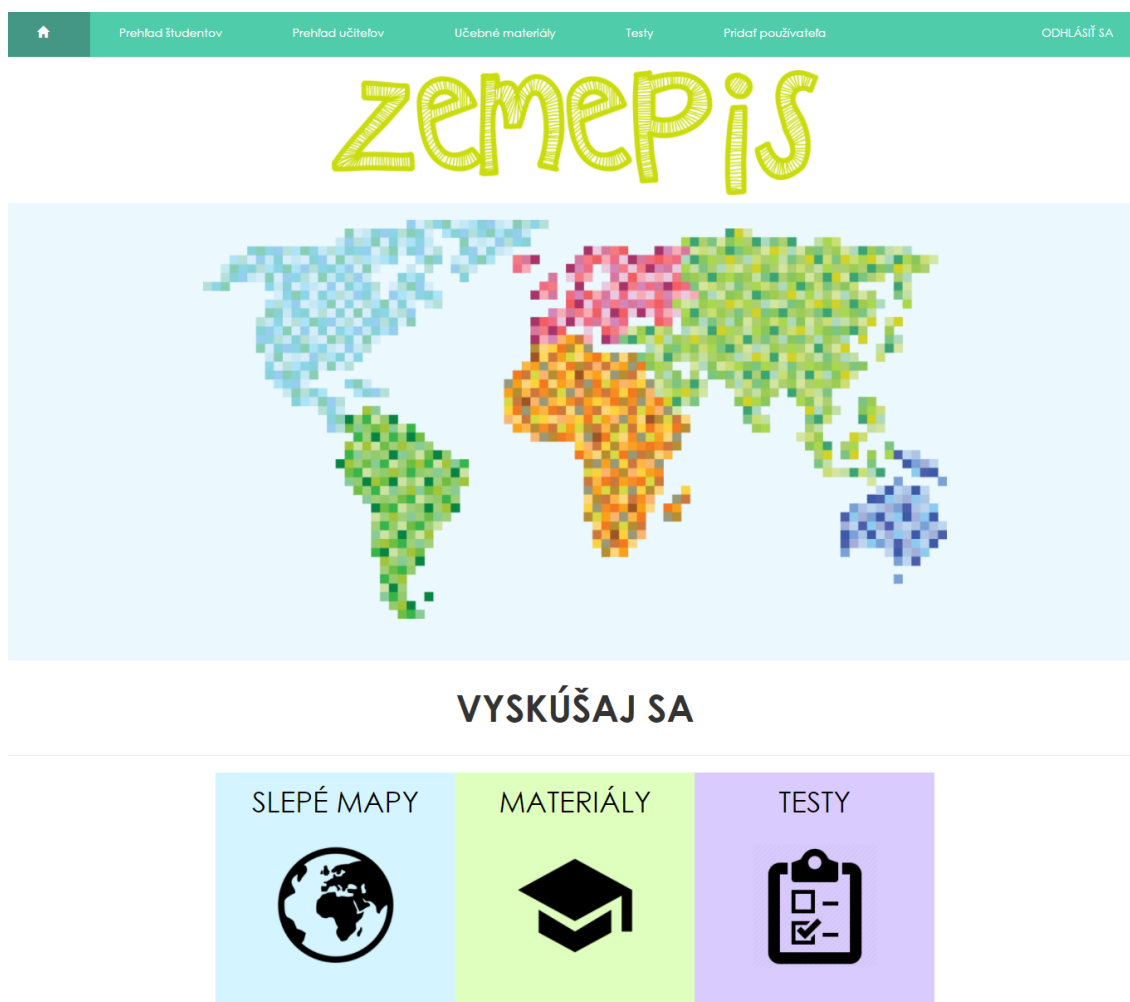 Prehľad študentov Prehľad učiteľov Učebné materiály Testy Pridať používateľa ODHLÁSIŤ SA
zemepis
VYSKÚŠAJ SA
SLEPÉ MAPY MATERIÁLY TESTY